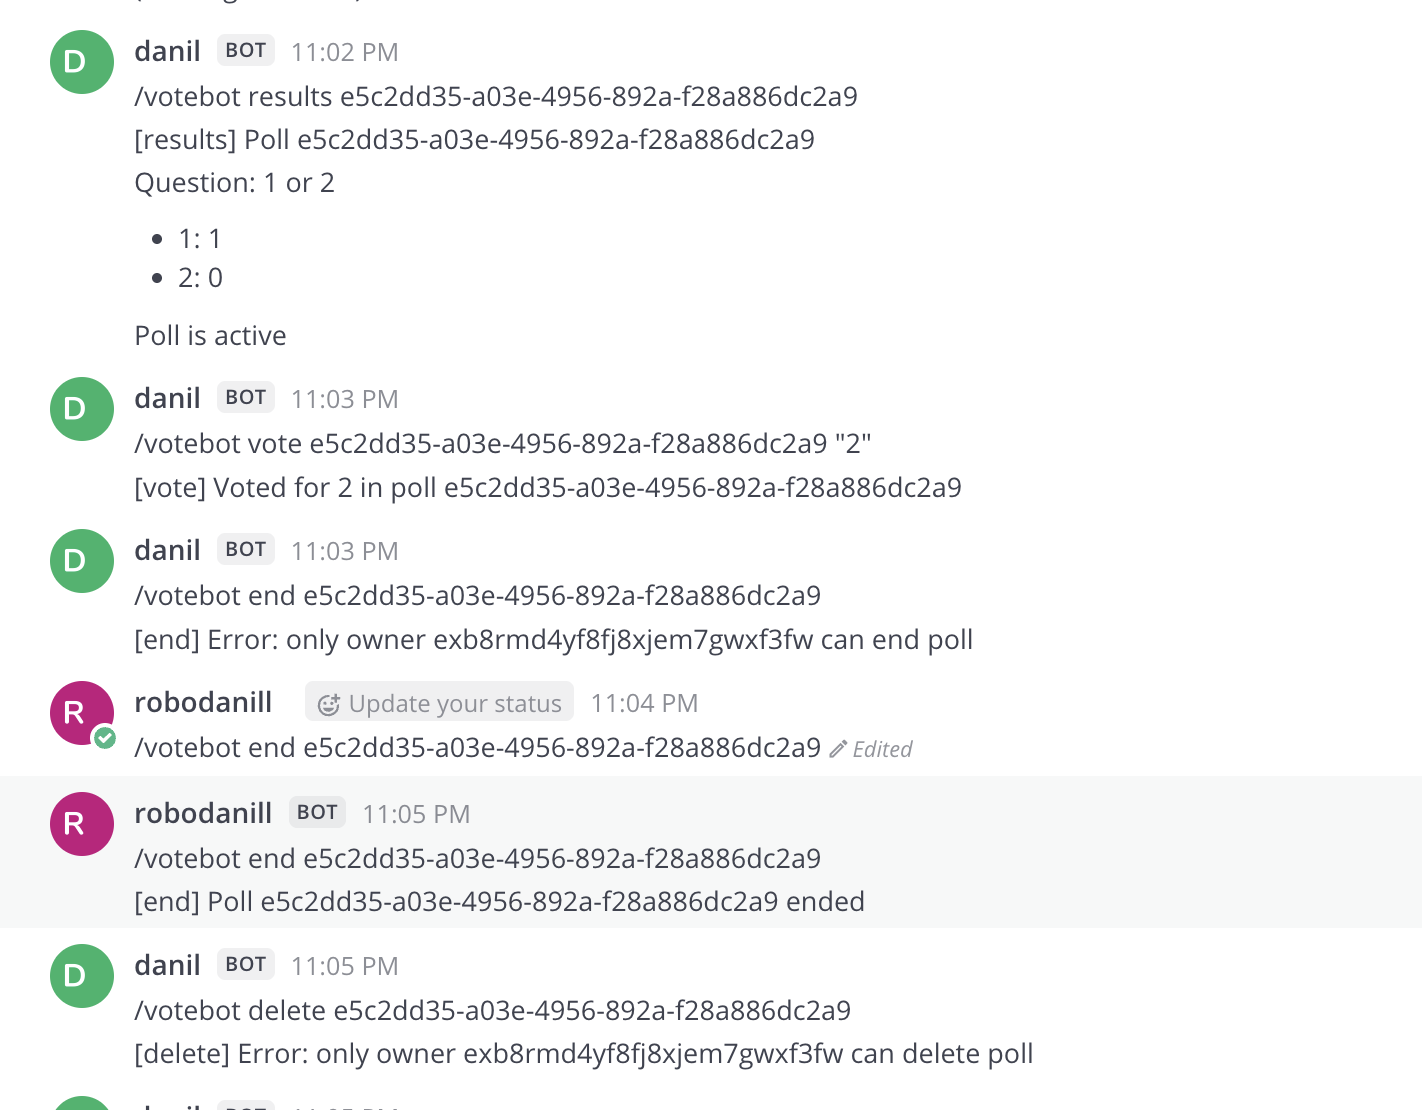 D danil BOT 11:02 PM
/votebot results e5c2dd35-a03e-4956-892a-f28a886dc2a9
[results] Poll e5c2dd35-a03e-4956-892a-f28a886dc2a9
Question: 1 or 2
• 1: 1
• 2: 0
Poll is active
D danil BOT 11:03 PM
/votebot vote e5c2dd35-a03e-4956-892a-f28a886dc2a9 "2"
[vote] Voted for 2 in poll e5c2dd35-a03e-4956-892a-f28a886dc2a9
D danil BOT 11:03 PM
/votebot end e5c2dd35-a03e-4956-892a-f28a886dc2a9
[end] Error: only owner exb8rmd4yf8fj8xjem7gwxf3fw can end poll
R robodanill Update your status 11:04 PM
/votebot end e5c2dd35-a03e-4956-892a-f28a886dc2a9 Edited
R robodanill BOT 11:05 PM
/votebot end e5c2dd35-a03e-4956-892a-f28a886dc2a9
[end] Poll e5c2dd35-a03e-4956-892a-f28a886dc2a9 ended
D danil BOT 11:05 PM
/votebot delete e5c2dd35-a03e-4956-892a-f28a886dc2a9
[delete] Error: only owner exb8rmd4yf8fj8xjem7gwxf3fw can delete poll